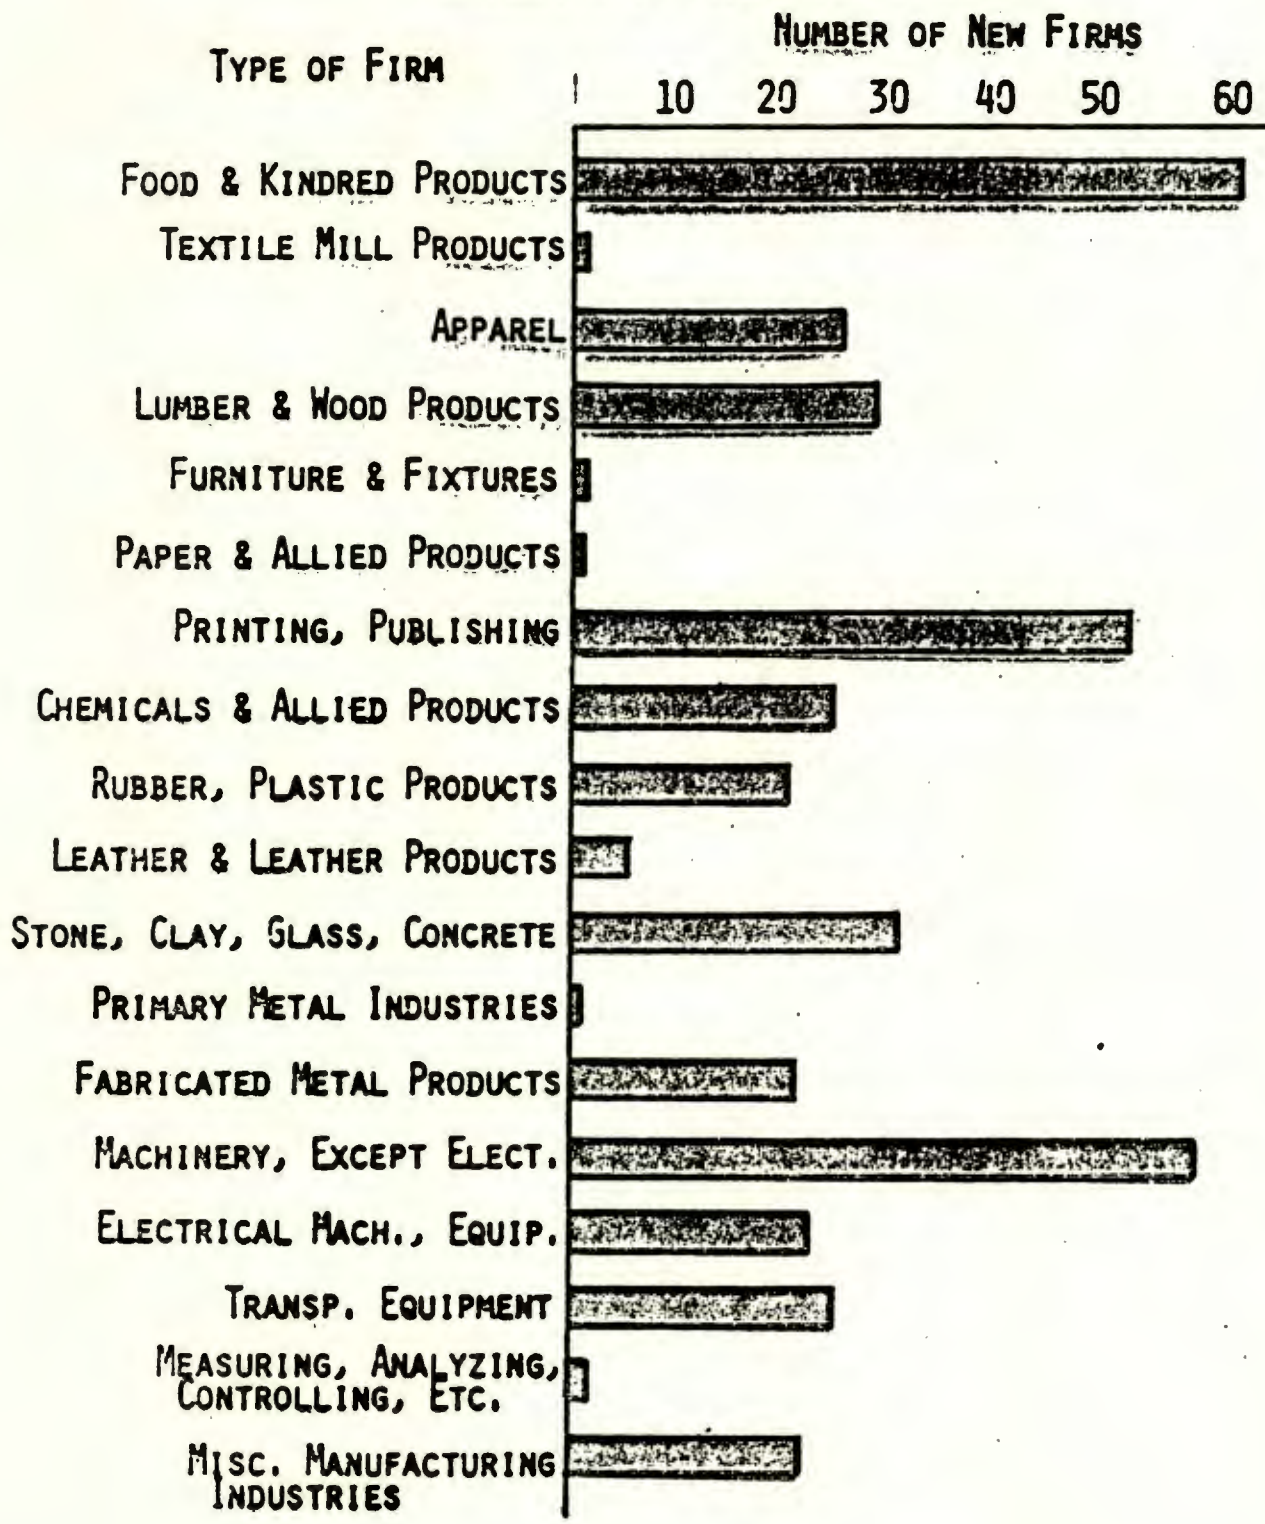 NUMBER OF NEW FIRMS
TYPE OF FIRM
10 20 30 40 50 60
FOOD & KINDRED PRODUCTS
TEXTILE MILL PRODUCTS
APPAREL
LUMBER & WOOD PRODUCTS
FURNITURE & FIXTURES
PAPER & ALLIED PRODUCTS
PRINTING, PUBLISHING
CHEMICALS & ALLIED PRODUCTS
RUBBER, PLASTIC PRODUCTS
LEATHER & LEATHER PRODUCTS
STONE, CLAY, GLASS, CONCRETE
PRIMARY METAL INDUSTRIES
FABRICATED METAL PRODUCTS
MACHINERY, EXCEPT ELECT.
ELECTRICAL MACH., EQUIP.
TRANSP. EQUIPMENT
MEASURING, ANALYZING,
CONTROLLING, ETC.
MISC. MANUFACTURING
INDUSTRIES